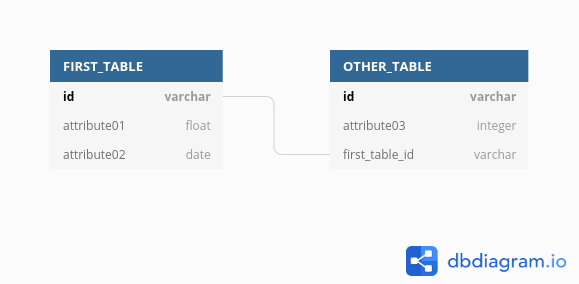 FIRST_TABLE
id varchar
attribute01 float
attribute02 date
OTHER_TABLE
id varchar
attribute03 integer
first_table_id varchar
dbdiagram.io